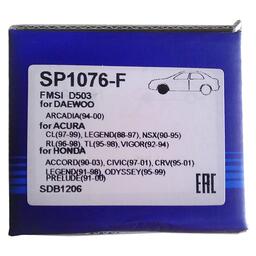 SP1076-F
FMSI D503
for DAEWOO
ARCADIA(94-00)
for ACURA
CL(97-99), LEGEND(88-97), NSX(90-95)
RL(96-98), TL(95-98), VIGOR(92-94)
for HONDA
ACCORD(90-03), CIVIC(97-01), CRV(95-01)
LEGEND(91-98), ODYSSEY(95-99)
PRELUDE(91-00)
SDB1206
EAC